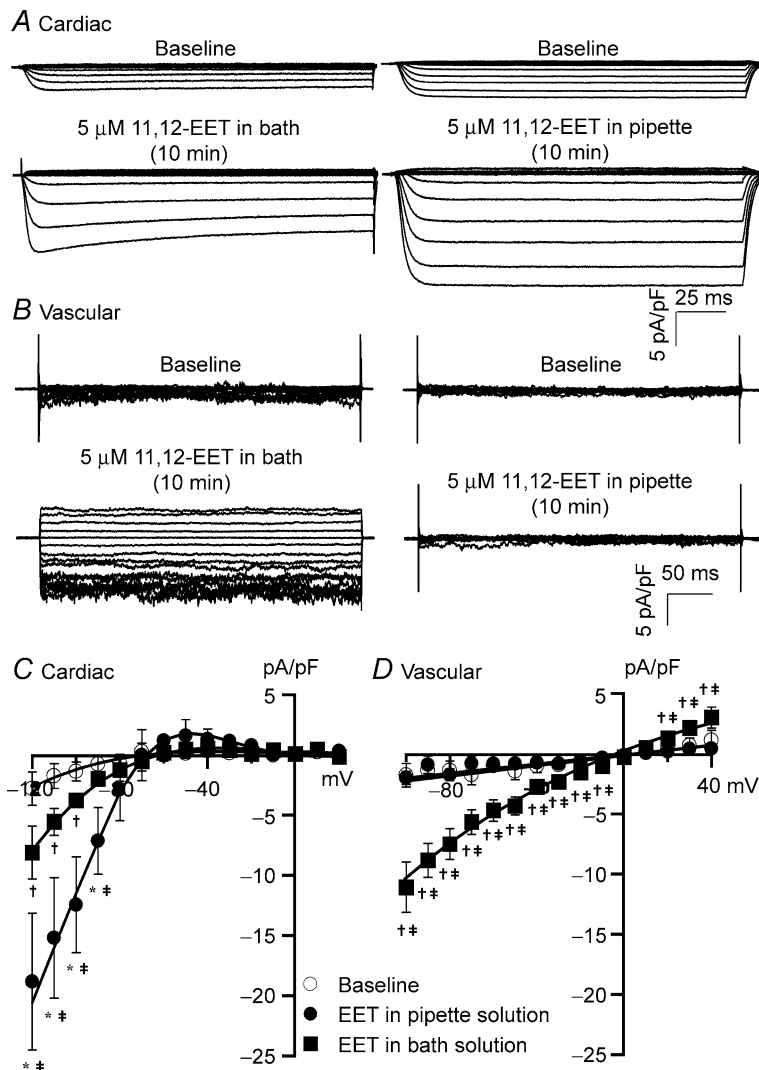 A Cardiac
Baseline
Baseline
5 µM 11,12-EET in bath
(10 min)
5 µM 11,12-EET in pipette
(10 min)
5 pA/pF
25 ms
B Vascular
Baseline
Baseline
5 µM 11,12-EET in bath
(10 min)
5 µM 11,12-EET in pipette
(10 min)
5 pA/pF
50 ms
C Cardiac
pA/pF
5
−120
−40
mV
−5
−10
−15
−20
−25
†
†
†
* ‡
* ‡
* ‡
* ‡
D Vascular
pA/pF
5
−80
40 mV
−5
−10
−15
−20
−25
†‡
†‡
†‡
†‡
†‡
†‡
†‡
†‡
†‡
†‡
†‡
†‡
†‡
Baseline
EET in pipette solution
EET in bath solution